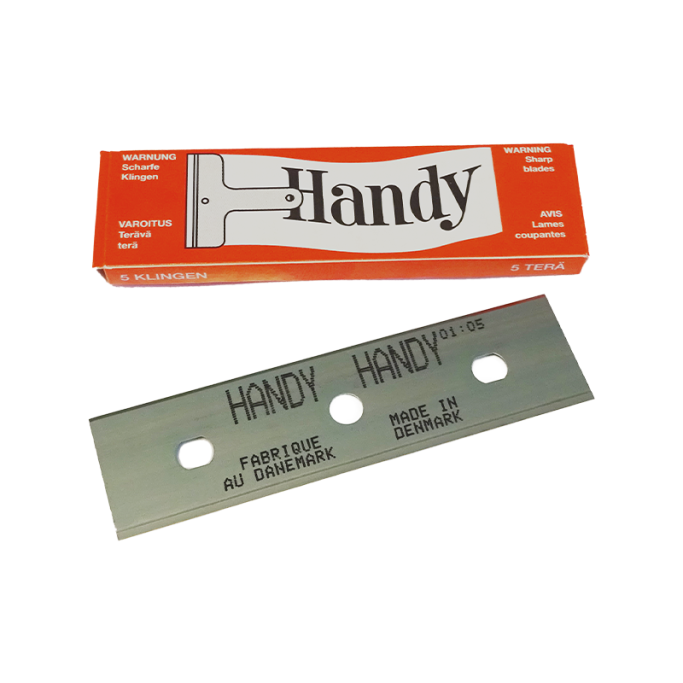 WARNUNG
Scharfe
Klingen
VAROITUS
Terävä
terä
Handy
WARNING
Sharp
blades
AVIS
Lames
coupantes
5 KLINGEN
5 TERÄ
HANDY HANDY 01:05
FABRIQUE
AU DANEMARK
MADE IN
DENMARK